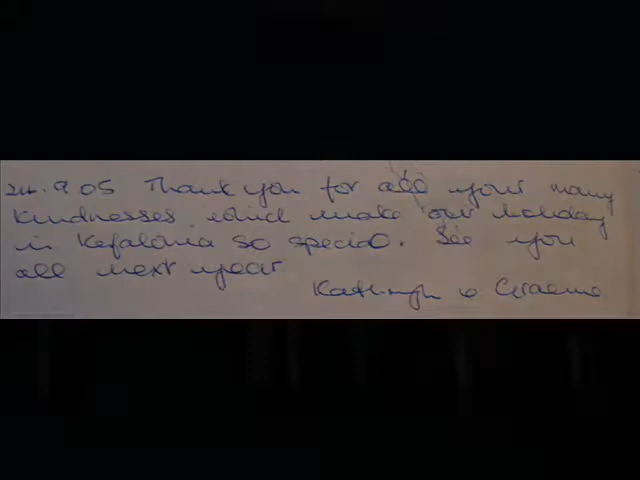 24.9.05 Thank you for all your many
kindnesses which make our holiday
in Kefalonia so special. See you
all next year
Kathryn & Graeme